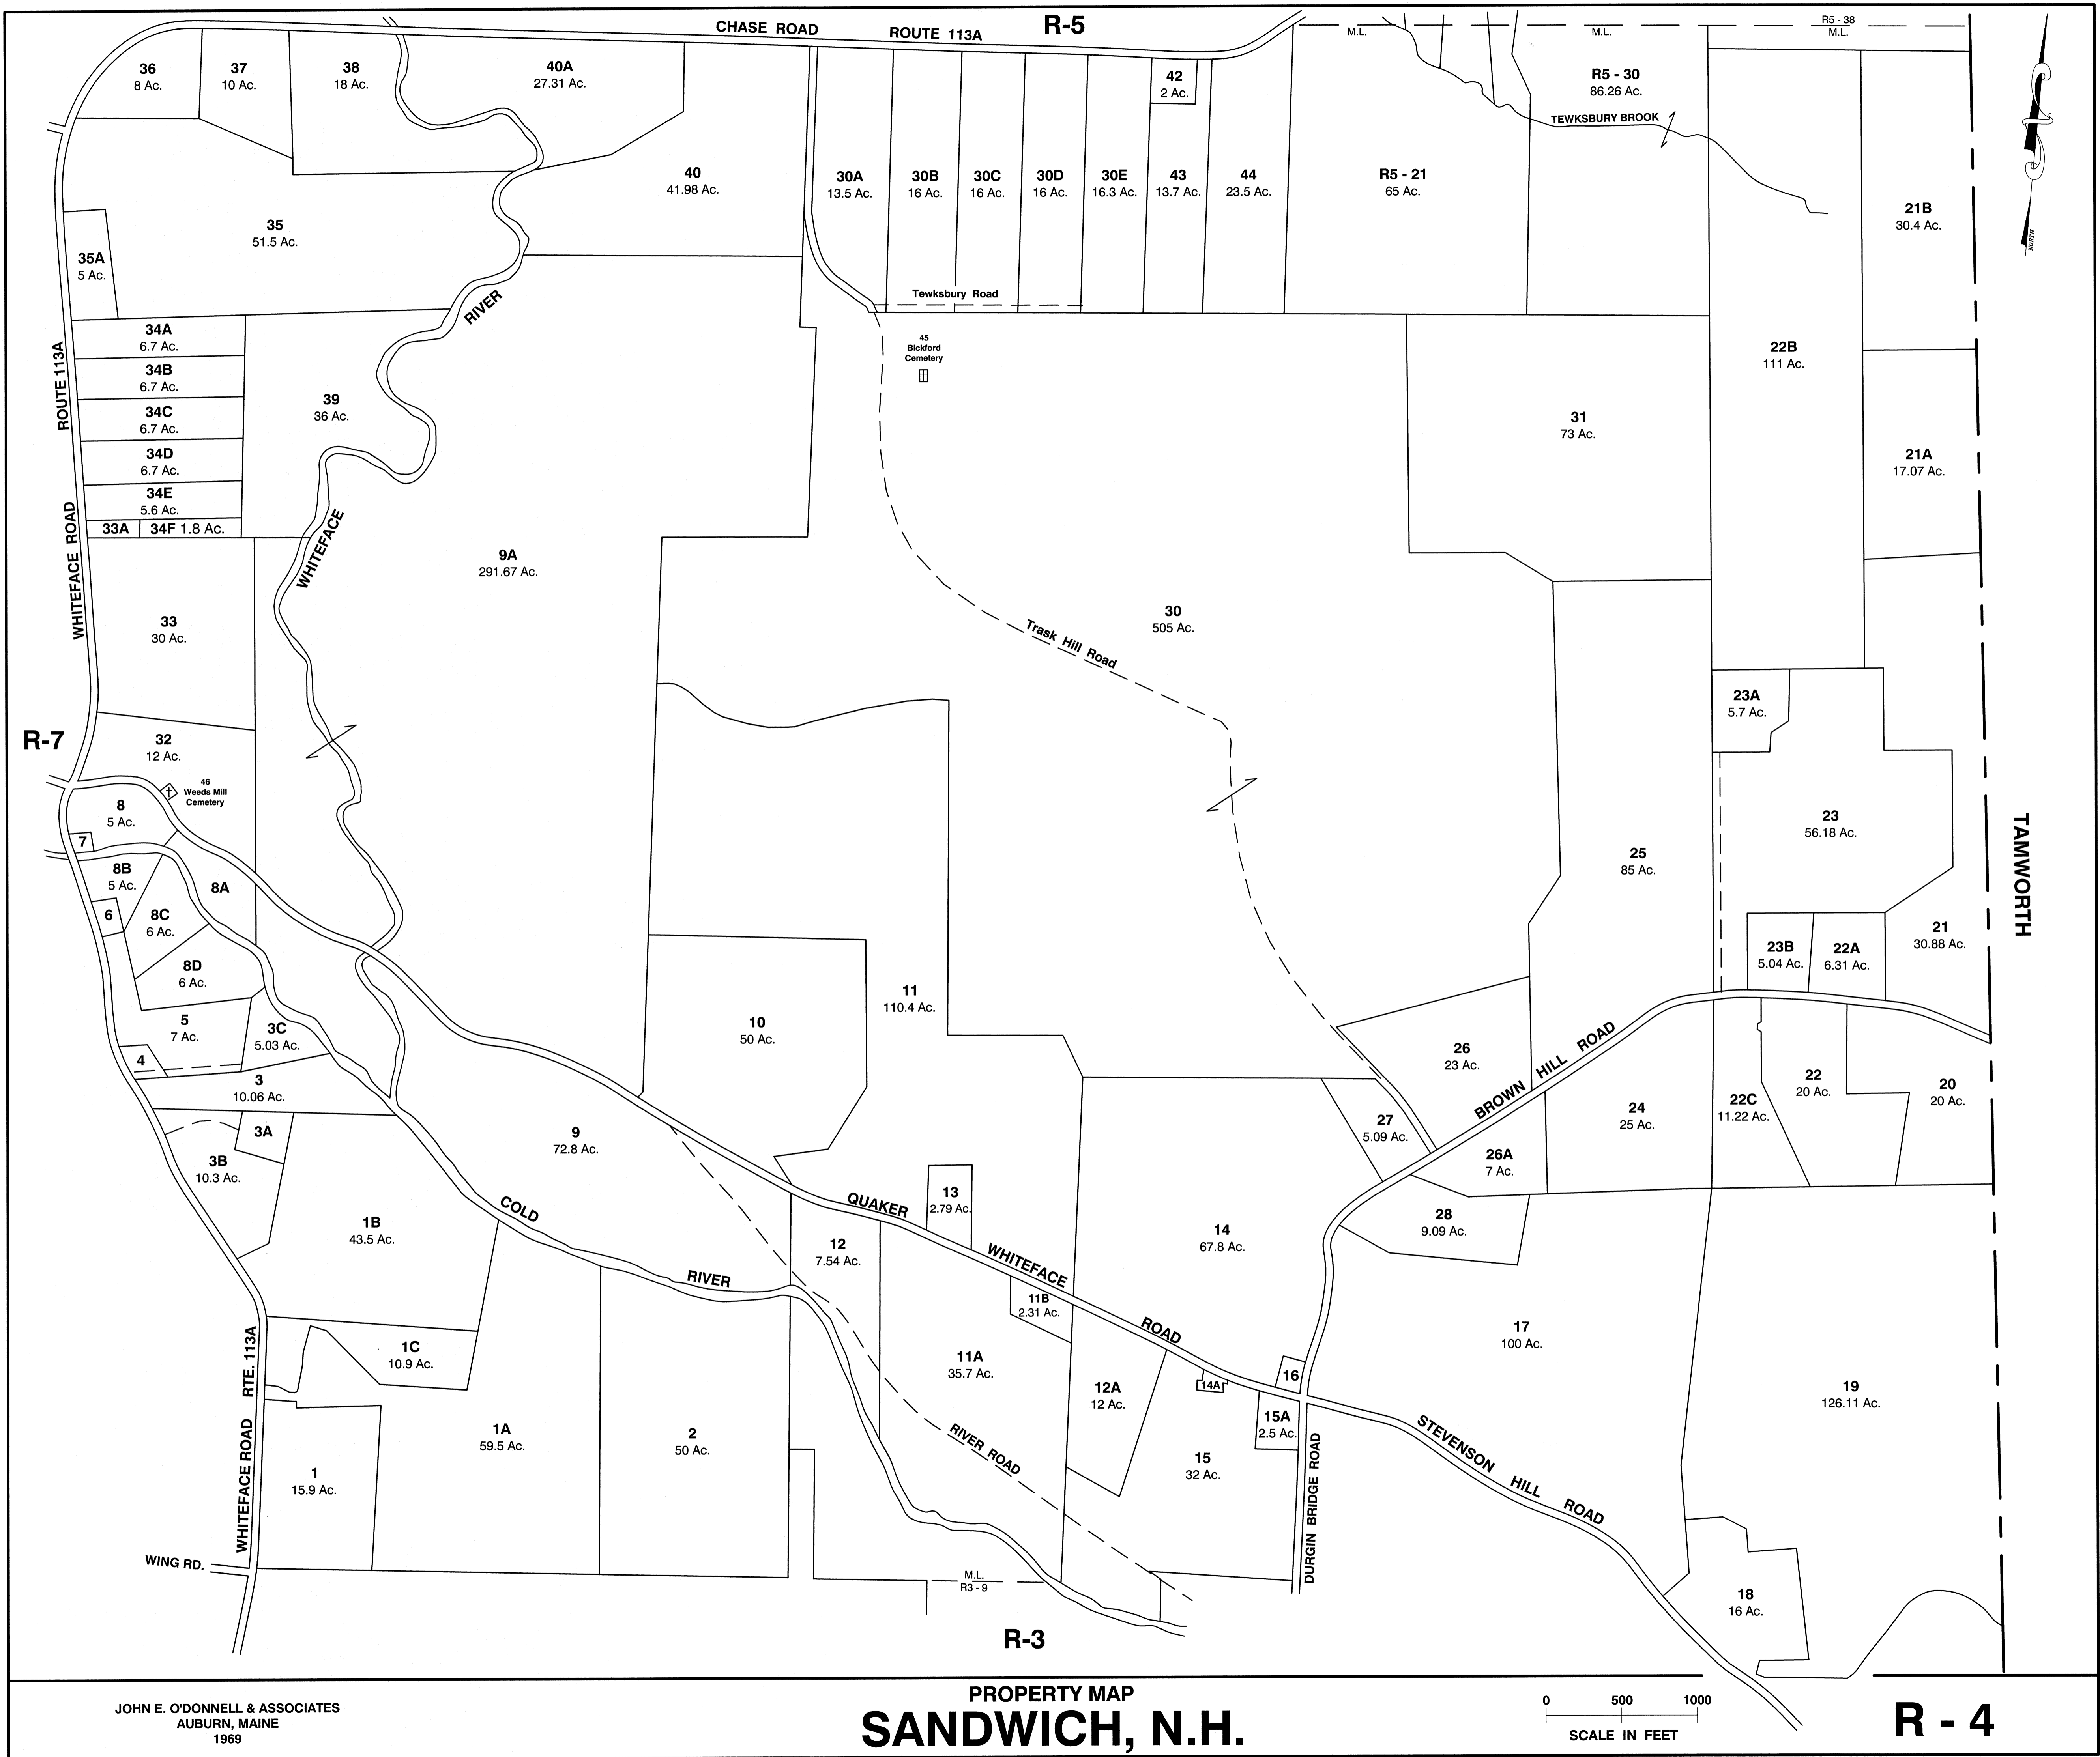 R-5
CHASE ROAD
ROUTE 113A
R5 - 38
M.L.
M.L.
M.L.
36
8 Ac.
37
10 Ac.
38
18 Ac.
40A
27.31 Ac.
42
2 Ac.
R5 - 30
86.26 Ac.
TEWKSBURY BROOK
40
41.98 Ac.
30A
13.5 Ac.
30B
16 Ac.
30C
16 Ac.
30D
16 Ac.
30E
16.3 Ac.
43
13.7 Ac.
44
23.5 Ac.
R5 - 21
65 Ac.
21B
30.4 Ac.
NORTH
35
51.5 Ac.
35A
5 Ac.
RIVER
Tewksbury Road
34A
6.7 Ac.
34B
6.7 Ac.
34C
6.7 Ac.
34D
6.7 Ac.
34E
5.6 Ac.
33A
34F 1.8 Ac.
ROUTE 113A
WHITEFACE ROAD
39
36 Ac.
45
Bickford
Cemetery
22B
111 Ac.
31
73 Ac.
21A
17.07 Ac.
WHITEFACE
9A
291.67 Ac.
30
505 Ac.
Trask Hill Road
33
30 Ac.
R-7
32
12 Ac.
46
Weeds Mill
Cemetery
23A
5.7 Ac.
8
5 Ac.
7
8B
5 Ac.
8A
6
8C
6 Ac.
8D
6 Ac.
23
56.18 Ac.
25
85 Ac.
TAMWORTH
23B
5.04 Ac.
22A
6.31 Ac.
21
30.88 Ac.
5
7 Ac.
3C
5.03 Ac.
4
3
10.06 Ac.
10
50 Ac.
11
110.4 Ac.
26
23 Ac.
BROWN HILL ROAD
27
5.09 Ac.
26A
7 Ac.
24
25 Ac.
22C
11.22 Ac.
22
20 Ac.
20
20 Ac.
3A
3B
10.3 Ac.
9
72.8 Ac.
1B
43.5 Ac.
COLD
RIVER
QUAKER
WHITEFACE
ROAD
13
2.79 Ac.
12
7.54 Ac.
14
67.8 Ac.
28
9.09 Ac.
11B
2.31 Ac.
1C
10.9 Ac.
RTE. 113A
WHITEFACE ROAD
11A
35.7 Ac.
12A
12 Ac.
14A
16
15A
2.5 Ac.
17
100 Ac.
19
126.11 Ac.
1A
59.5 Ac.
2
50 Ac.
RIVER ROAD
15
32 Ac.
DURGIN BRIDGE ROAD
STEVENSON HILL ROAD
1
15.9 Ac.
WING RD.
M.L.
R3 - 9
18
16 Ac.
R-3
JOHN E. O'DONNELL & ASSOCIATES
AUBURN, MAINE
1969
PROPERTY MAP
SANDWICH, N.H.
0 500 1000
SCALE IN FEET
R - 4